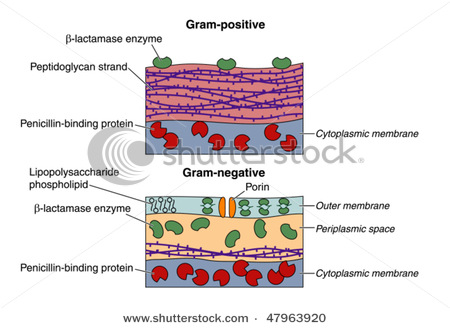 Gram-positive
β-lactamase enzyme
Peptidoglycan strand
Penicillin-binding protein
Cytoplasmic membrane
shutterstock
Gram-negative
Lipopolysaccharide
phospholipid
Porin
β-lactamase enzyme
Outer membrane
Periplasmic space
Penicillin-binding protein
Cytoplasmic membrane
www.shutterstock.com · 47963920